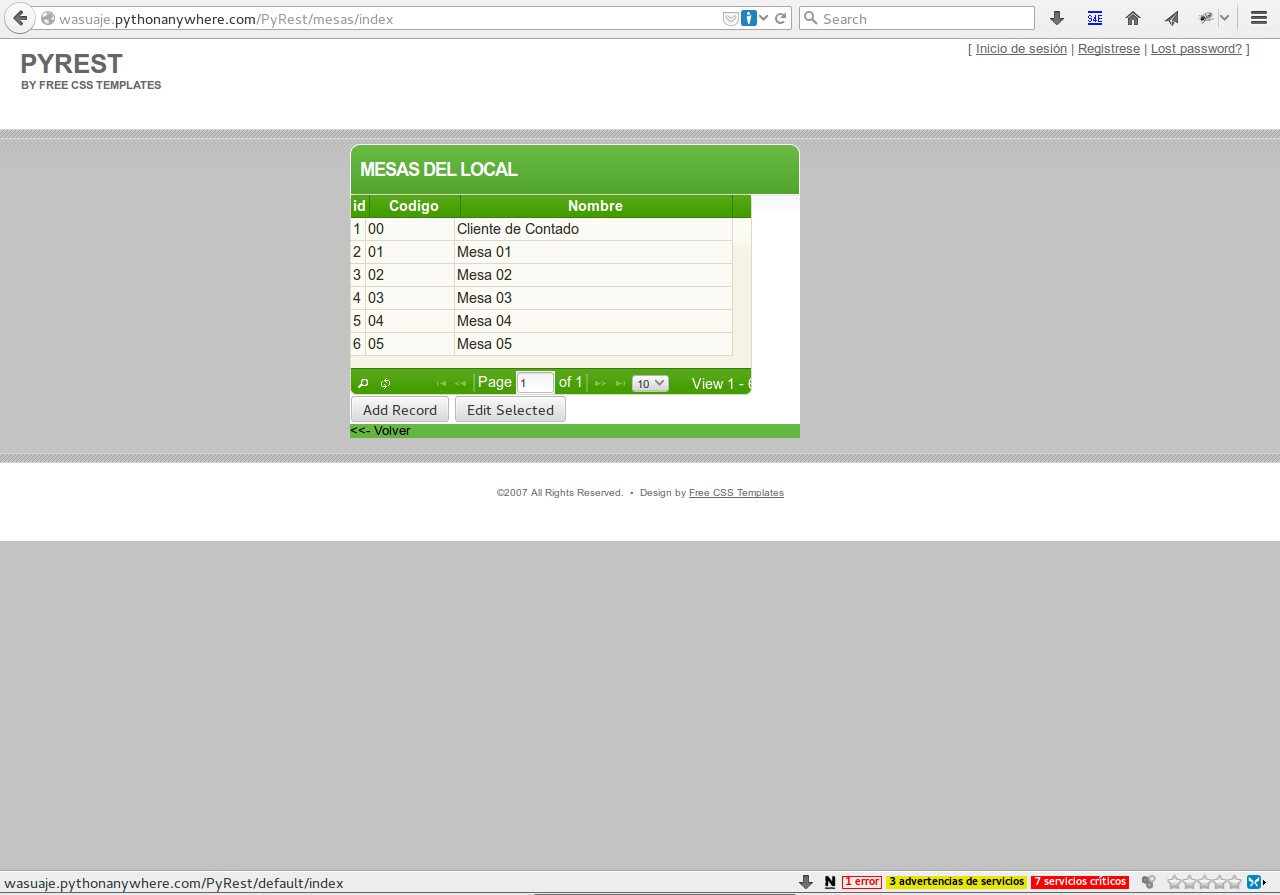 wasuaje.pythonanywhere.com/PyRest/mesas/index
Search
S4E
[ Inicio de sesión | Registrese | Lost password? ]
PYREST
BY FREE CSS TEMPLATES
MESAS DEL LOCAL
id Codigo Nombre
1 00 Cliente de Contado
2 01 Mesa 01
3 02 Mesa 02
4 03 Mesa 03
5 04 Mesa 04
6 05 Mesa 05
Page 1 of 1 10 View 1 - 6
Add Record Edit Selected
<<- Volver
©2007 All Rights Reserved. • Design by Free CSS Templates
wasuaje.pythonanywhere.com/PyRest/default/index
N 1 error 3 advertencias de servicios 7 servicios críticos